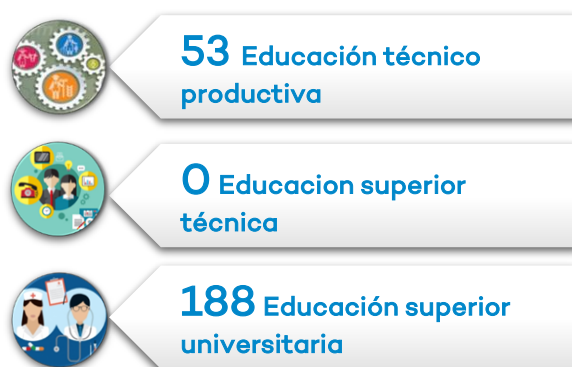 53 Educación técnico
productiva
0 Educacion superior
técnica
188 Educación superior
universitaria